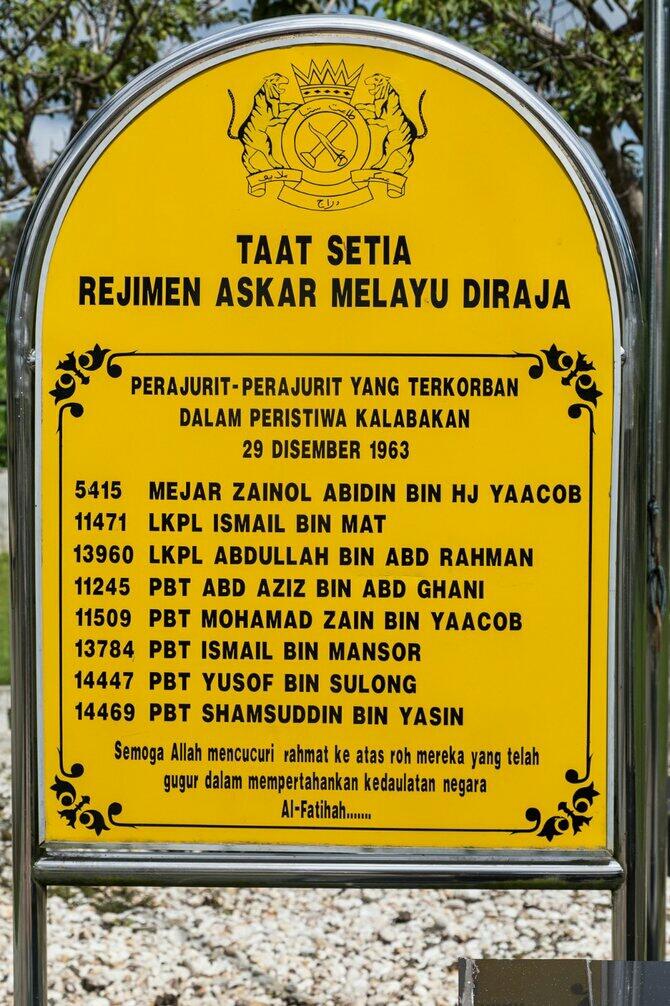 TAAT SETIA
REJIMEN ASKAR MELAYU DIRAJA
PERAJURIT-PERAJURIT YANG TERKORBAN
DALAM PERISTIWA KALABAKAN
29 DISEMBER 1963
5415 MEJAR ZAINOL ABIDIN BIN HJ YAACOB
11471 LKPL ISMAIL BIN MAT
13960 LKPL ABDULLAH BIN ABD RAHMAN
11245 PBT ABD AZIZ BIN ABD GHANI
11509 PBT MOHAMAD ZAIN BIN YAACOB
13784 PBT ISMAIL BIN MANSOR
14447 PBT YUSOF BIN SULONG
14469 PBT SHAMSUDDIN BIN YASIN
Semoga Allah mencucuri rahmat ke atas roh mereka yang telah
gugur dalam mempertahankan kedaulatan negara
Al-Fatihah.......